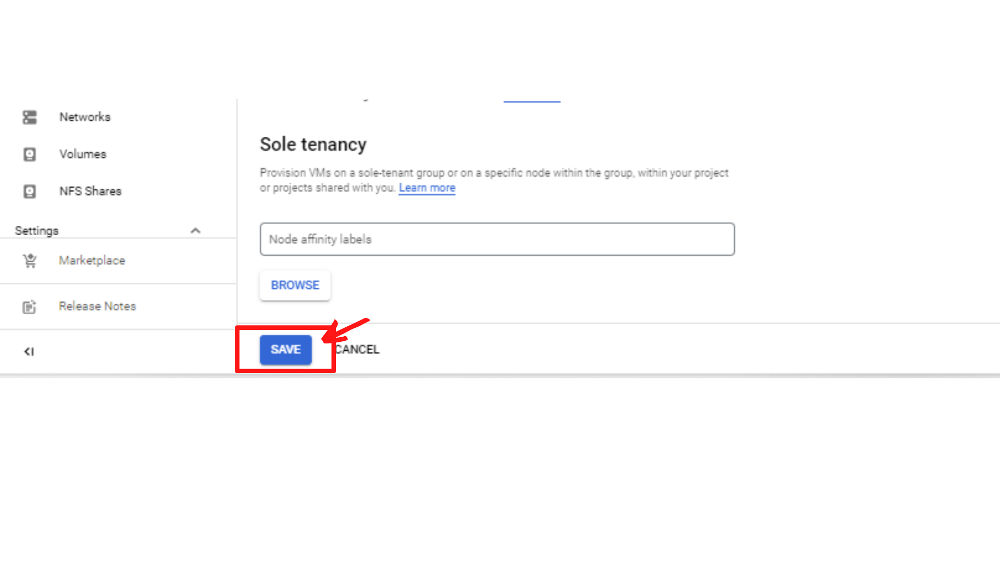 Networks
Volumes
NFS Shares
Settings
Marketplace
Release Notes
Sole tenancy
Provision VMs on a sole-tenant group or on a specific node within the group, within your project
or projects shared with you. Learn more
Node affinity labels
BROWSE
SAVE
CANCEL